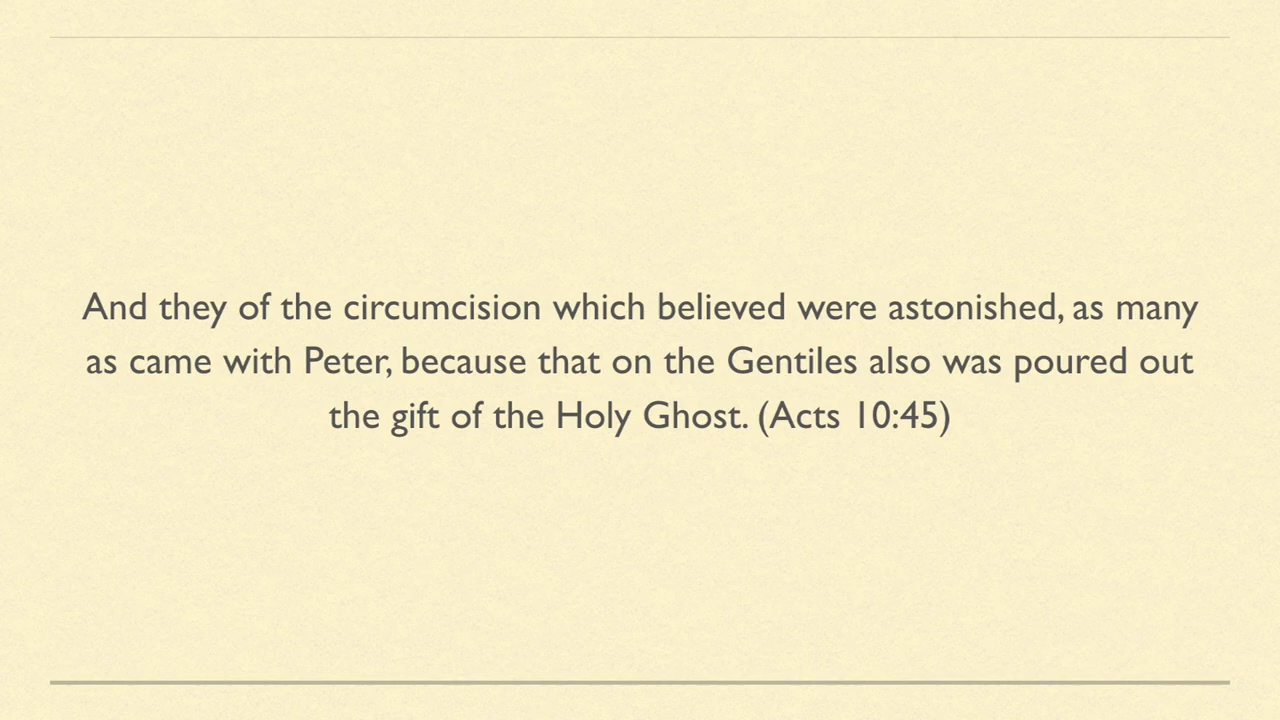 And they of the circumcision which believed were astonished, as many
as came with Peter, because that on the Gentiles also was poured out
the gift of the Holy Ghost. (Acts 10:45)